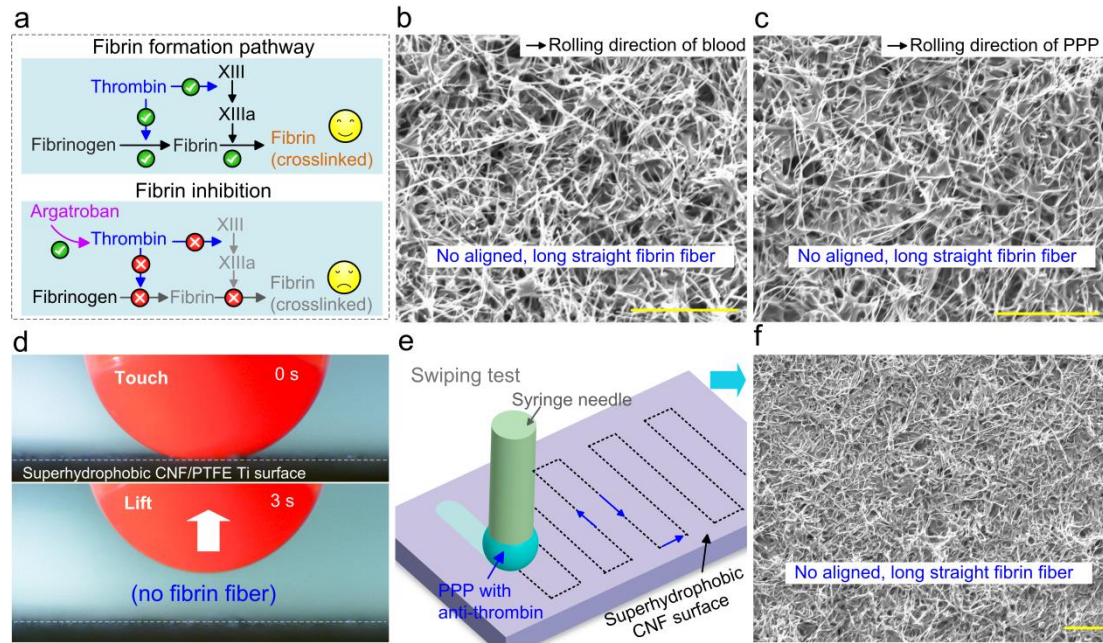 a
Fibrin formation pathway
Thrombin
XIII
XIIIa
Fibrinogen
Fibrin
Fibrin
(crosslinked)
Fibrin inhibition
Argatroban
Thrombin
XIII
XIIIa
Fibrinogen
Fibrin
Fibrin
(crosslinked)
b
Rolling direction of blood
No aligned, long straight fibrin fiber
c
Rolling direction of PPP
No aligned, long straight fibrin fiber
d
Touch
0 s
Superhydrophobic CNF/PTFE Ti surface
Lift
3 s
(no fibrin fiber)
e
Swiping test
Syringe needle
PPP with
anti-thrombin
Superhydrophobic
CNF surface
f
No aligned, long straight fibrin fiber